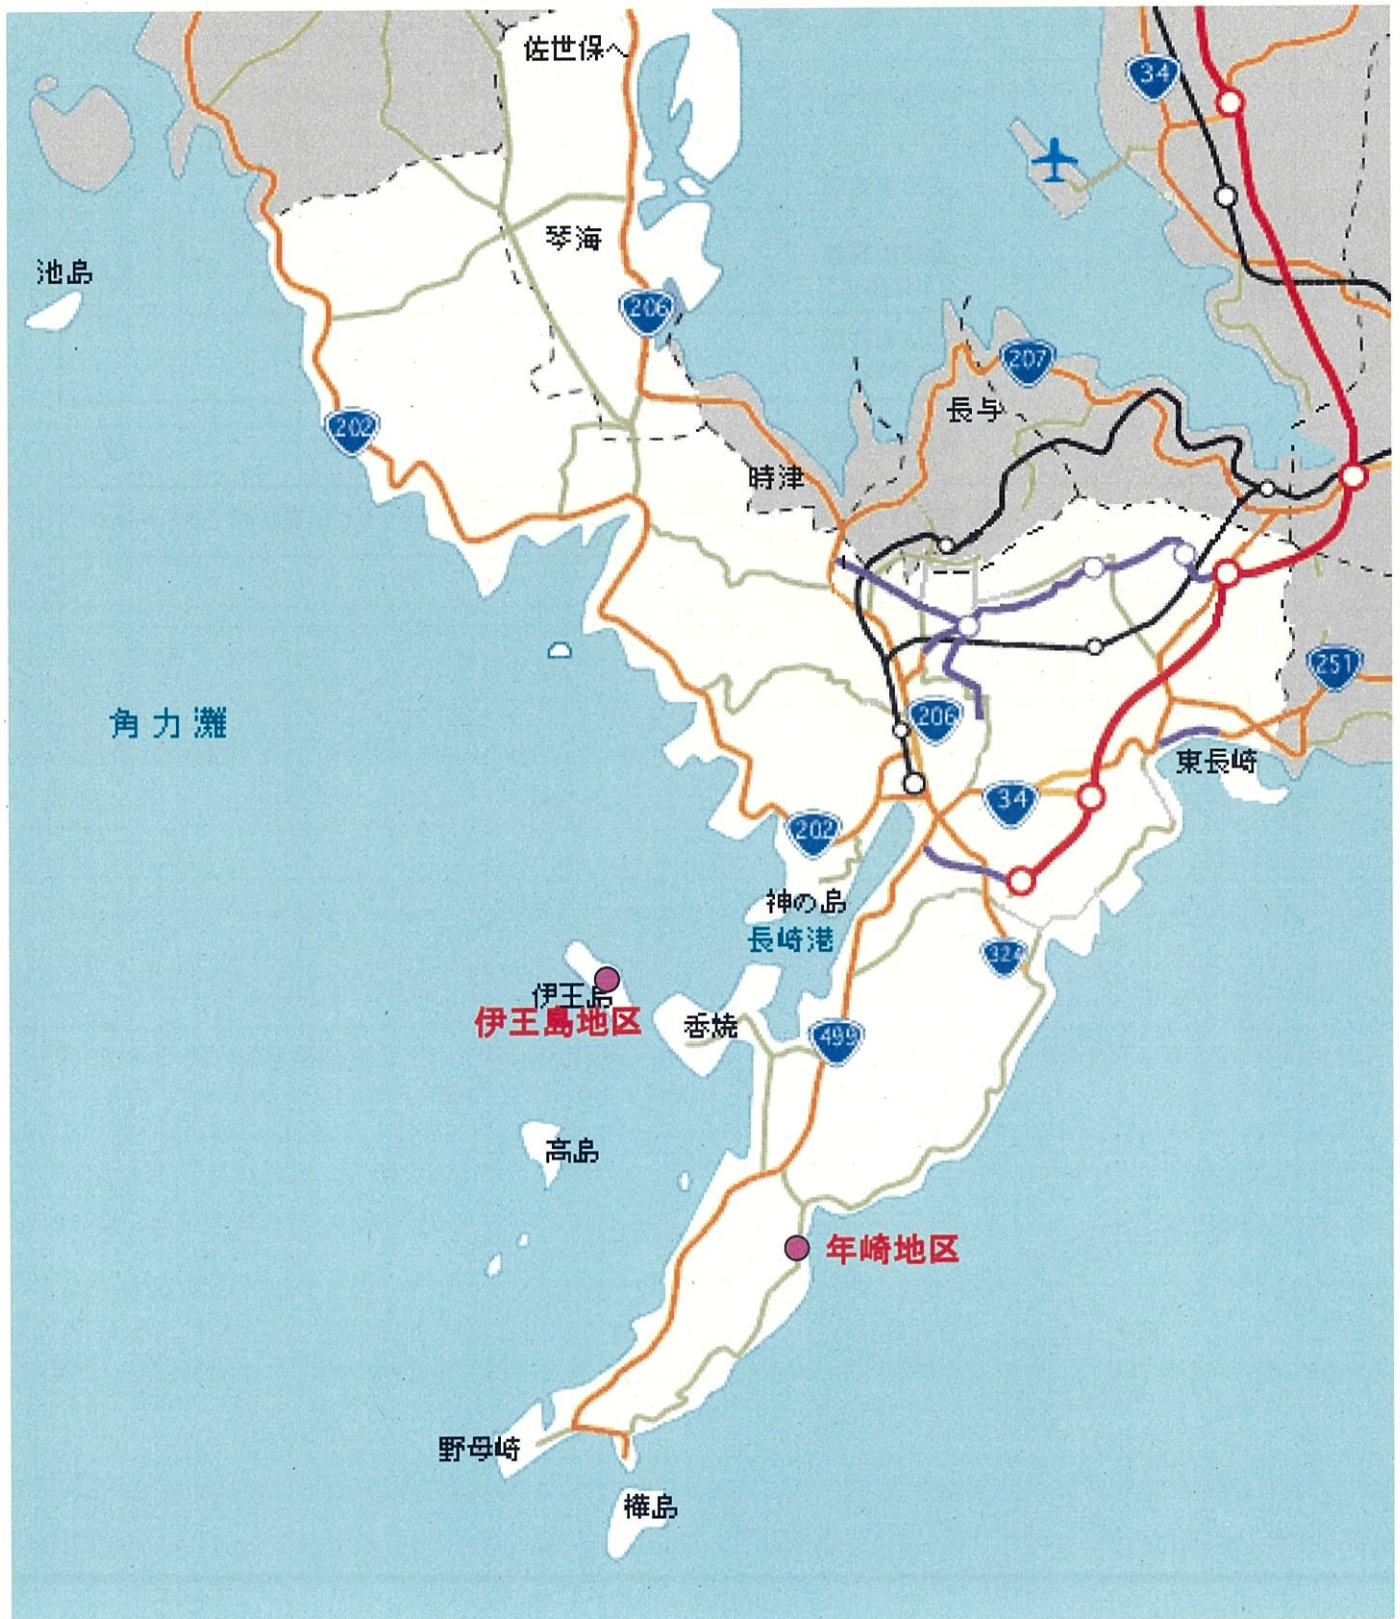 佐世保へ
34
琴海
池島
206
207
長与
202
時津
251
角力灘
206
東長崎
34
202
神の島
長崎港
324
伊王島
伊王島地区
香焼
499
高島
年崎地区
野母崎
樺島